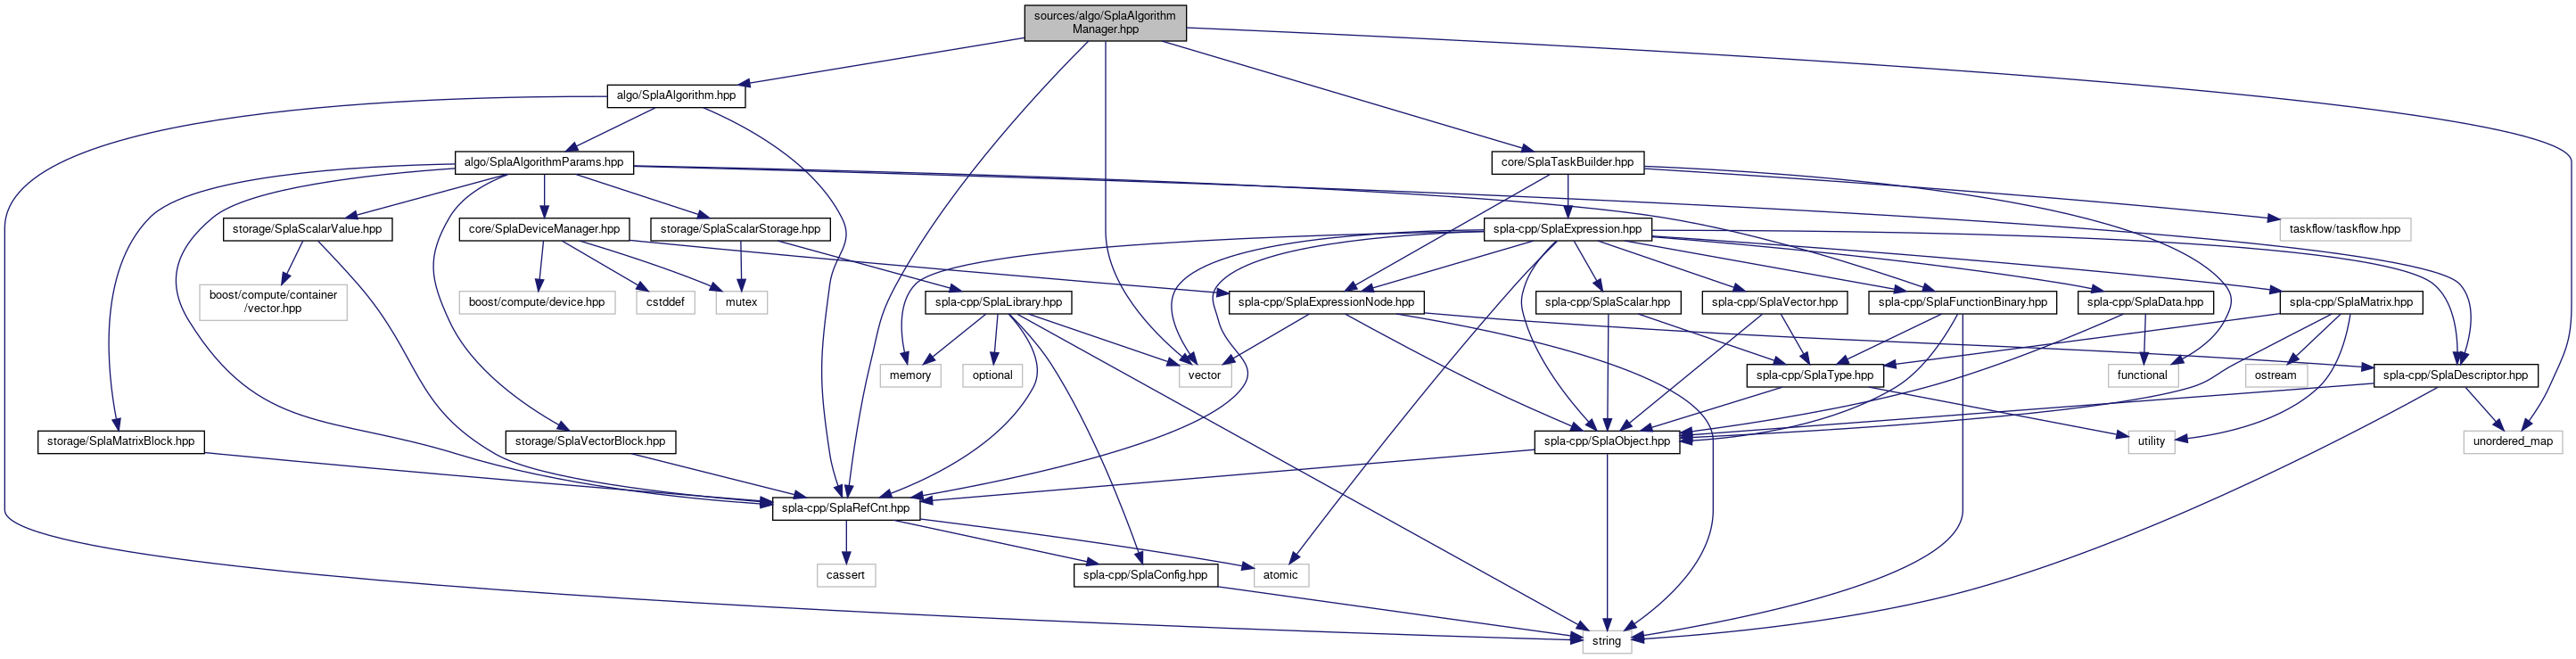 sources/algo/SplaAlgorithm
Manager.hpp
algo/SplaAlgorithm.hpp
algo/SplaAlgorithmParams.hpp
core/SplaTaskBuilder.hpp
storage/SplaScalarValue.hpp
core/SplaDeviceManager.hpp
storage/SplaScalarStorage.hpp
spla-cpp/SplaExpression.hpp
taskflow/taskflow.hpp
boost/compute/container
/vector.hpp
boost/compute/device.hpp
cstddef
mutex
spla-cpp/SplaLibrary.hpp
spla-cpp/SplaExpressionNode.hpp
spla-cpp/SplaScalar.hpp
spla-cpp/SplaVector.hpp
spla-cpp/SplaFunctionBinary.hpp
spla-cpp/SplaData.hpp
spla-cpp/SplaMatrix.hpp
memory
optional
vector
spla-cpp/SplaType.hpp
functional
ostream
spla-cpp/SplaDescriptor.hpp
storage/SplaMatrixBlock.hpp
storage/SplaVectorBlock.hpp
spla-cpp/SplaObject.hpp
utility
unordered_map
spla-cpp/SplaRefCnt.hpp
cassert
spla-cpp/SplaConfig.hpp
atomic
string